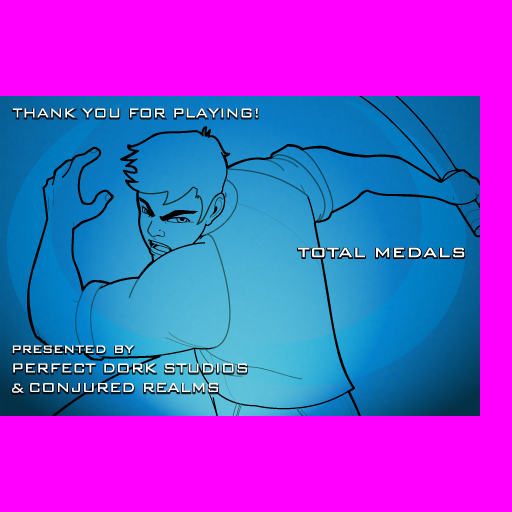 THANK YOU FOR PLAYING!
TOTAL MEDALS
PRESENTED BY
PERFECT DORK STUDIOS
& CONJURED REALMS